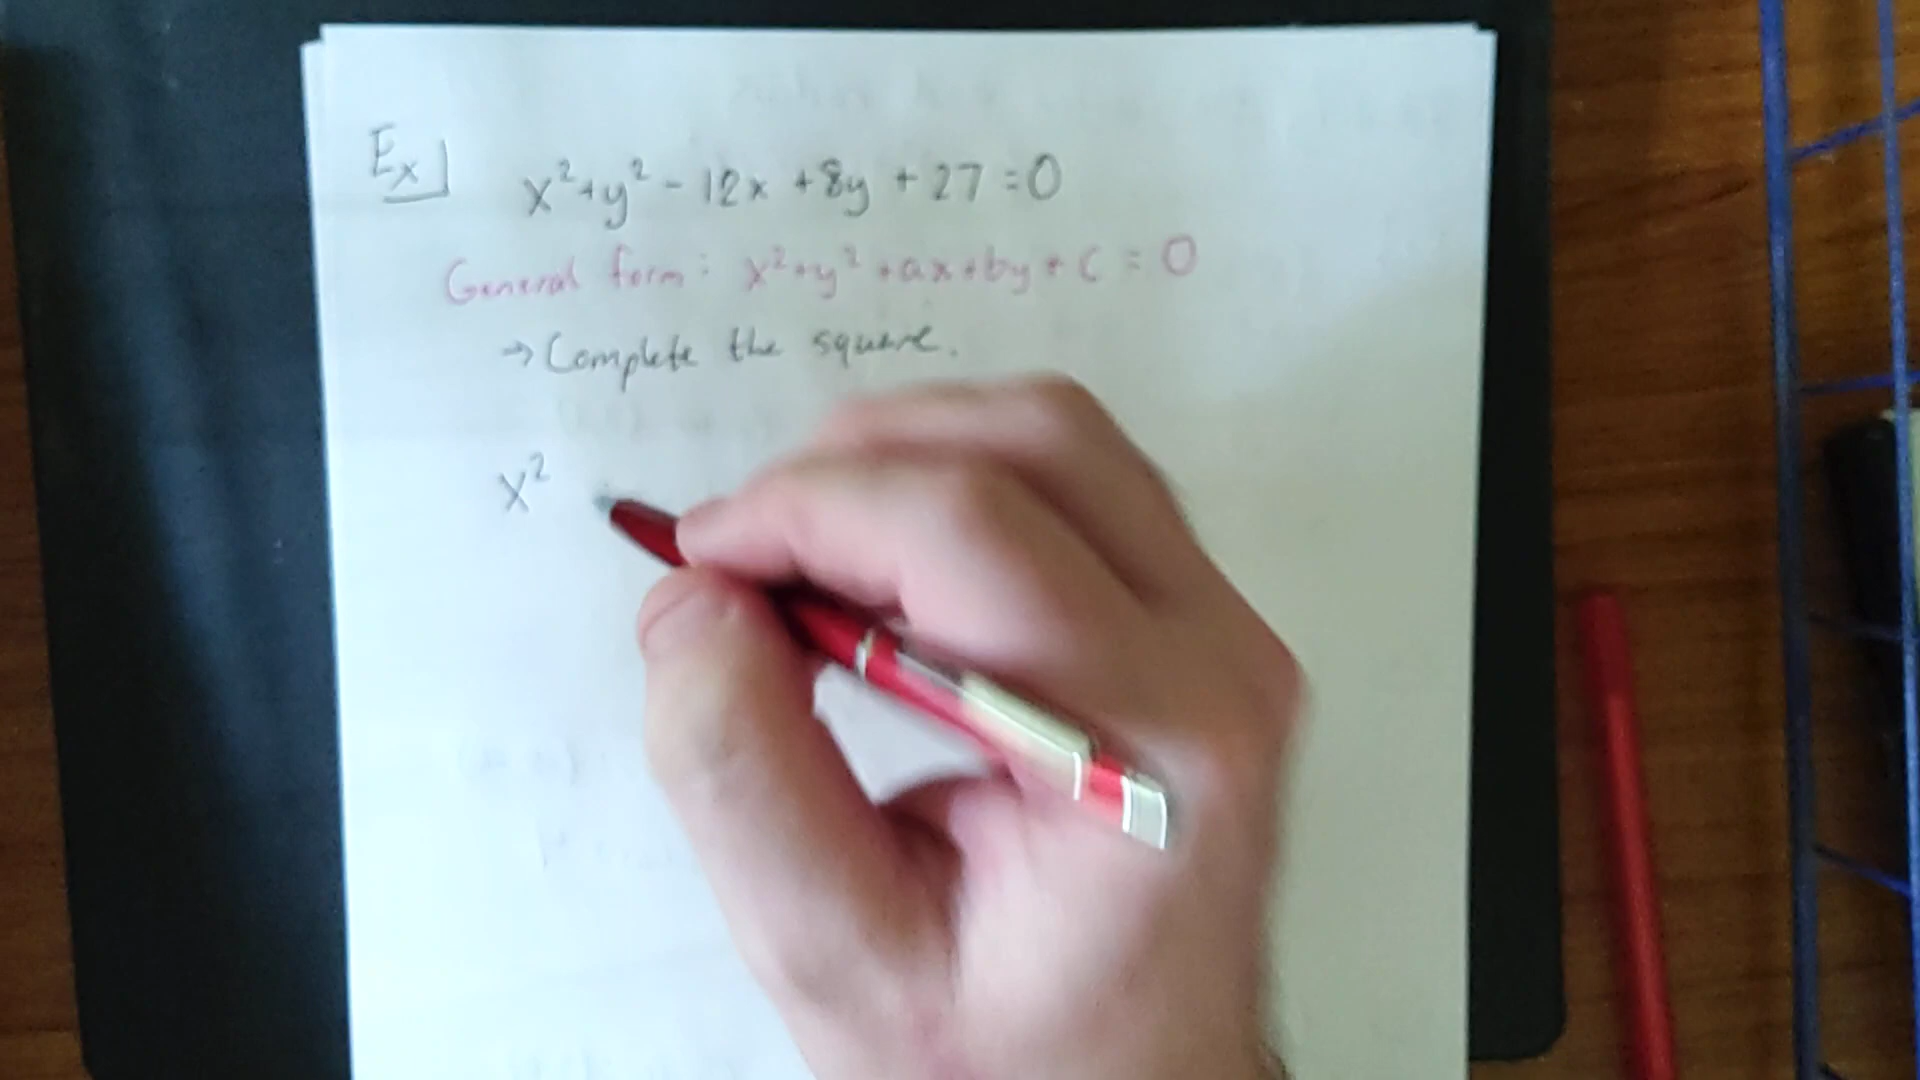 Ex x²+y² - 12x + 8y + 27 = 0
General form: x²+y²+ax+by+c = 0
→ Complete the square.
x²